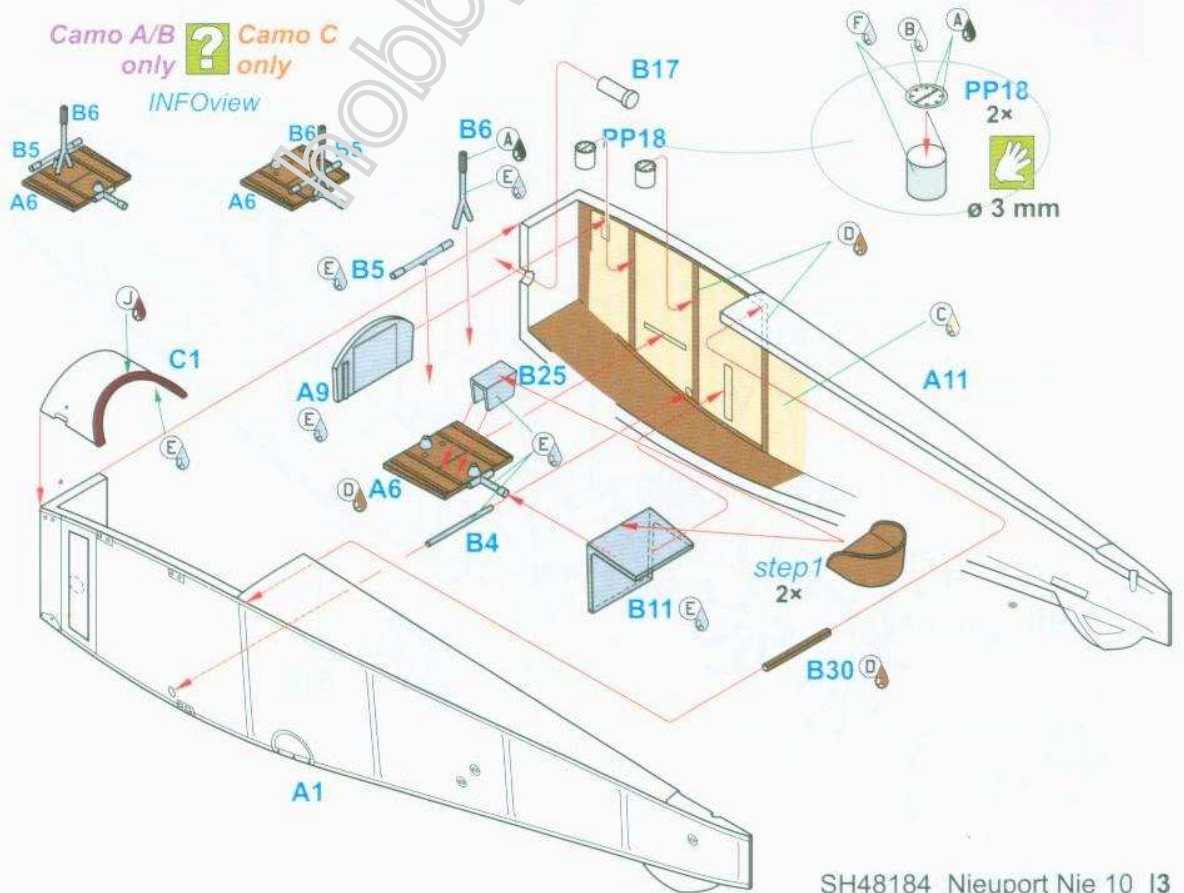 Camo A/B only ? Camo C only
INFOview
B6
B5
A6
B6
B5
A6
B17
PP18
B6
A
E
E
B5
F
B
A
PP18
2×
ø 3 mm
D
C
A11
J
C1
E
A9
E
B25
E
D
A6
B4
B11
E
step1
2×
B30
D
A1
SH48184 Nieuport Nie 10 I3